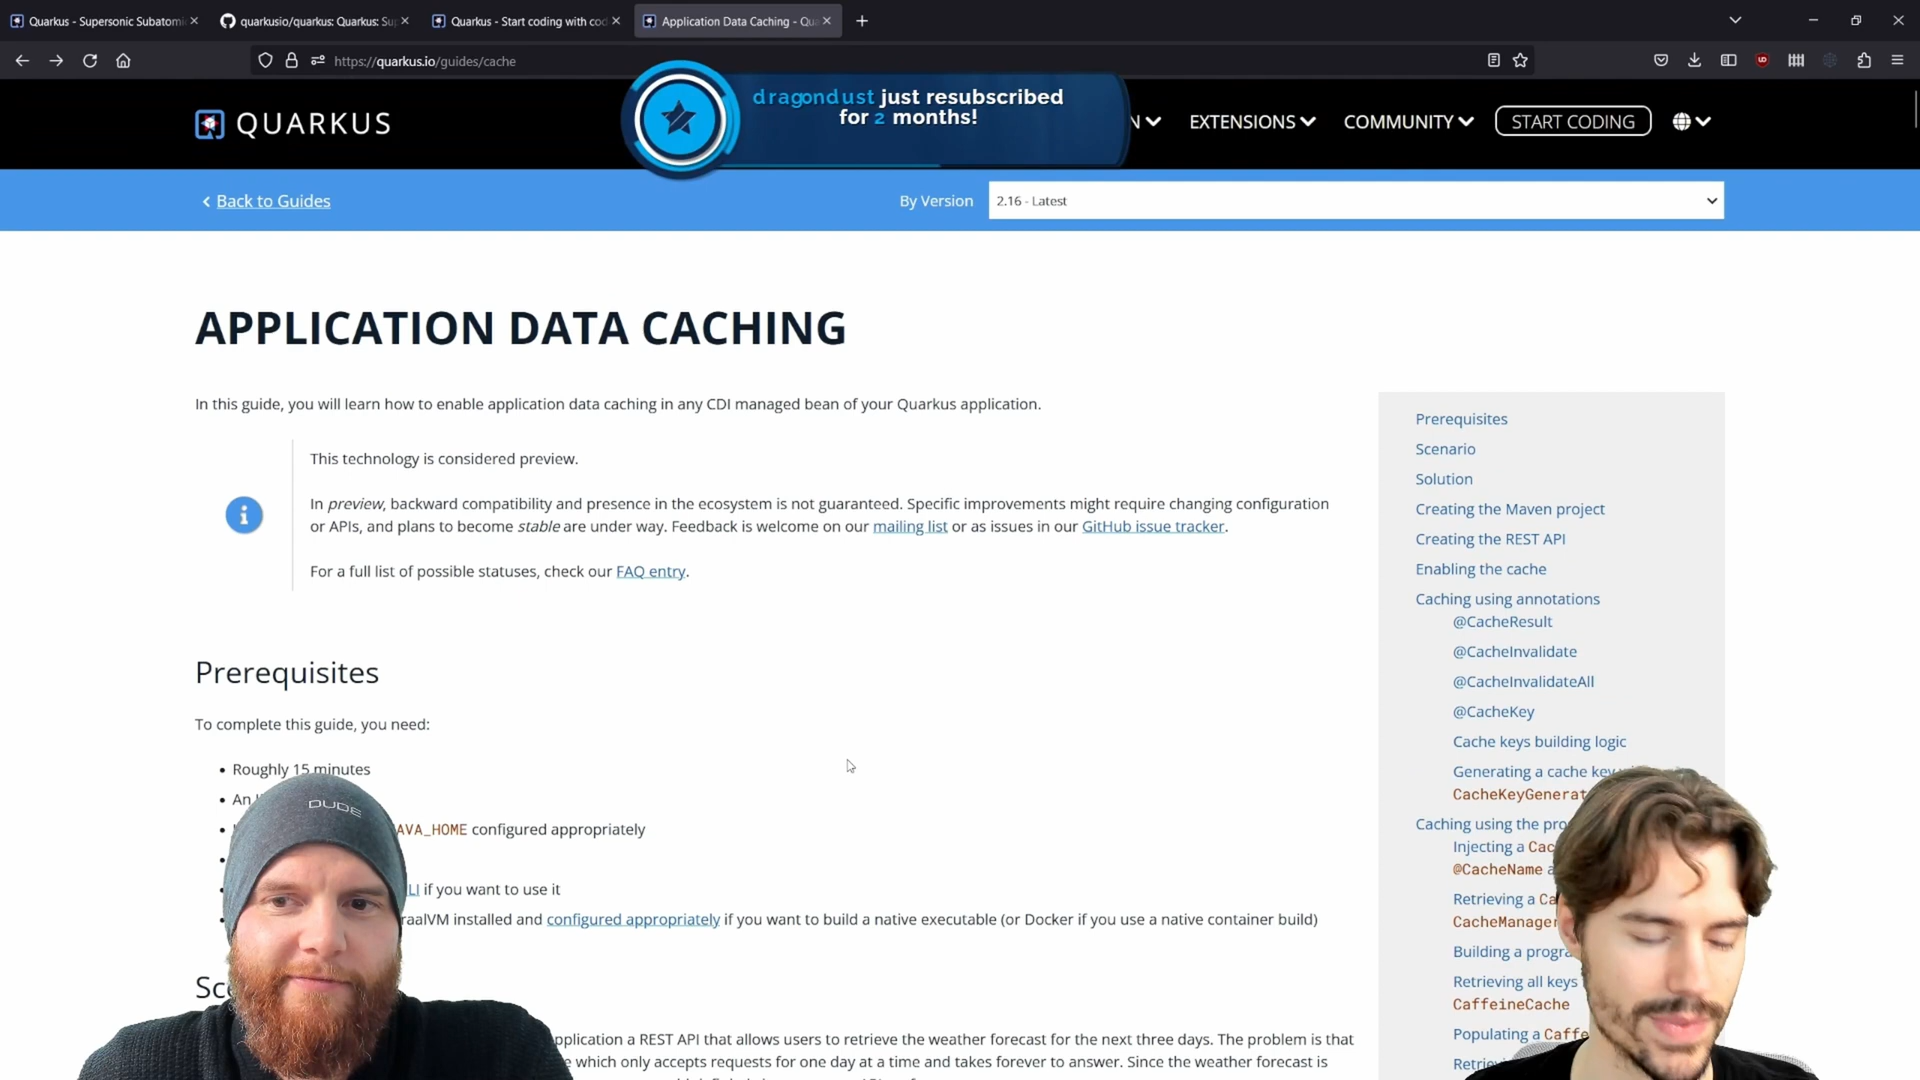 Quarkus - Supersonic Subatomi
quarkusio/quarkus: Quarkus: Su
Quarkus - Start coding with cod
Application Data Caching - Qu
https://quarkus.io/guides/cache
QUARKUS
dragondust just resubscribed
for 2 months!
N
EXTENSIONS
COMMUNITY
START CODING
Back to Guides
By Version
2.16 - Latest
APPLICATION DATA CACHING
In this guide, you will learn how to enable application data caching in any CDI managed bean of your Quarkus application.
This technology is considered preview.
In preview, backward compatibility and presence in the ecosystem is not guaranteed. Specific improvements might require changing configuration
or APIs, and plans to become stable are under way. Feedback is welcome on our mailing list or as issues in our GitHub issue tracker.
For a full list of possible statuses, check our FAQ entry.
Prerequisites
To complete this guide, you need:
Roughly 15 minutes
An
AVA_HOME configured appropriately
LI if you want to use it
raalVM installed and configured appropriately if you want to build a native executable (or Docker if you use a native container build)
Sc
pplication a REST API that allows users to retrieve the weather forecast for the next three days. The problem is that
e which only accepts requests for one day at a time and takes forever to answer. Since the weather forecast is
Prerequisites
Scenario
Solution
Creating the Maven project
Creating the REST API
Enabling the cache
Caching using annotations
@CacheResult
@CacheInvalidate
@CacheInvalidateAll
@CacheKey
Cache keys building logic
Generating a cache key
CacheKeyGenerat
Caching using the pro
Injecting a Cac
@CacheName a
Retrieving a Ca
CacheManager
Building a progra
Retrieving all keys
CaffeineCache
Populating a Caffe
Retrie
DUDE